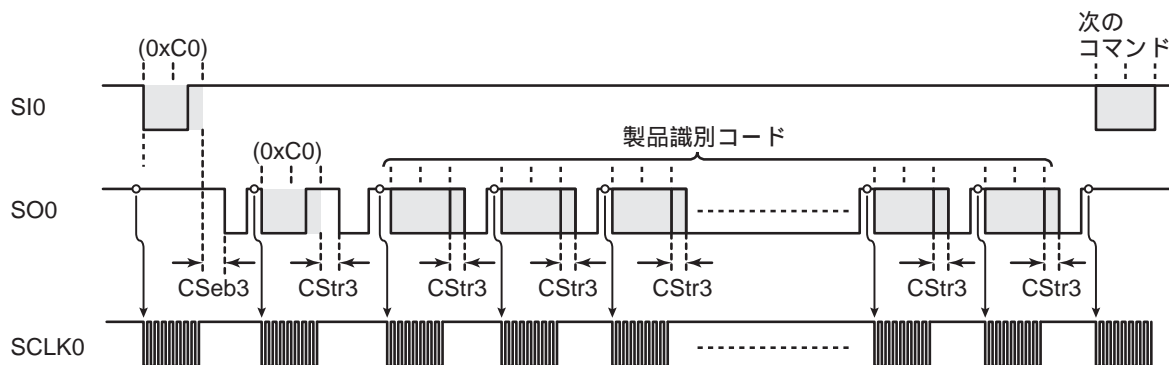 次の
コマンド
(0xC0)
SI0
製品識別コード
(0xC0)
SO0
CSeb3 CStr3 CStr3 CStr3 CStr3 CStr3 CStr3
SCLK0